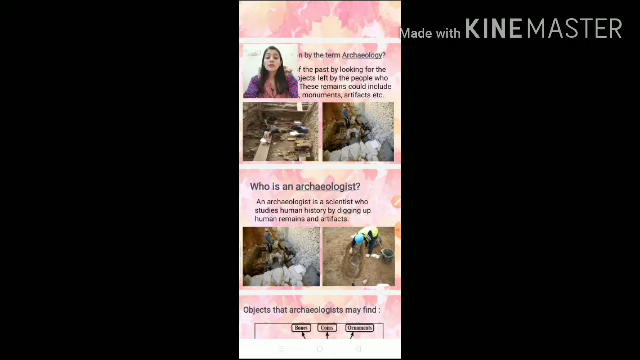 Made with KINEMASTER
n by the term Archaeology?
of the past by looking for the
bjects left by the people who
These remains could include
, monuments, artifacts etc.
Who is an archaeologist?
An archaeologist is a scientist who
studies human history by digging up
human remains and artifacts.
Objects that archaeologists may find :
Bones
Coins
Ornaments